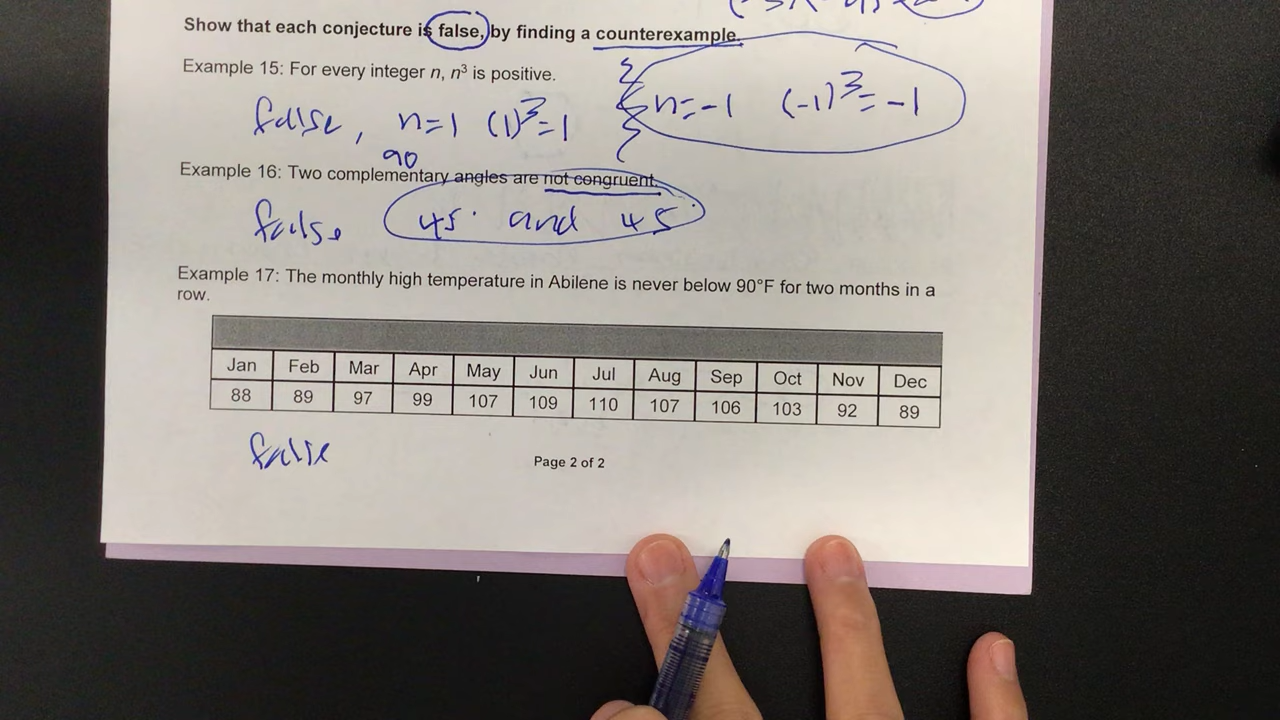 Show that each conjecture is false, by finding a counterexample.
Example 15: For every integer n, n³ is positive.
false, n=1 (1)³=1
n=-1 (-1)³=-1
90
Example 16: Two complementary angles are not congruent.
false 45° and 45°
Example 17: The monthly high temperature in Abilene is never below 90°F for two months in a
row.
Jan Feb Mar Apr May Jun Jul Aug Sep Oct Nov Dec
88 89 97 99 107 109 110 107 106 103 92 89
false
Page 2 of 2